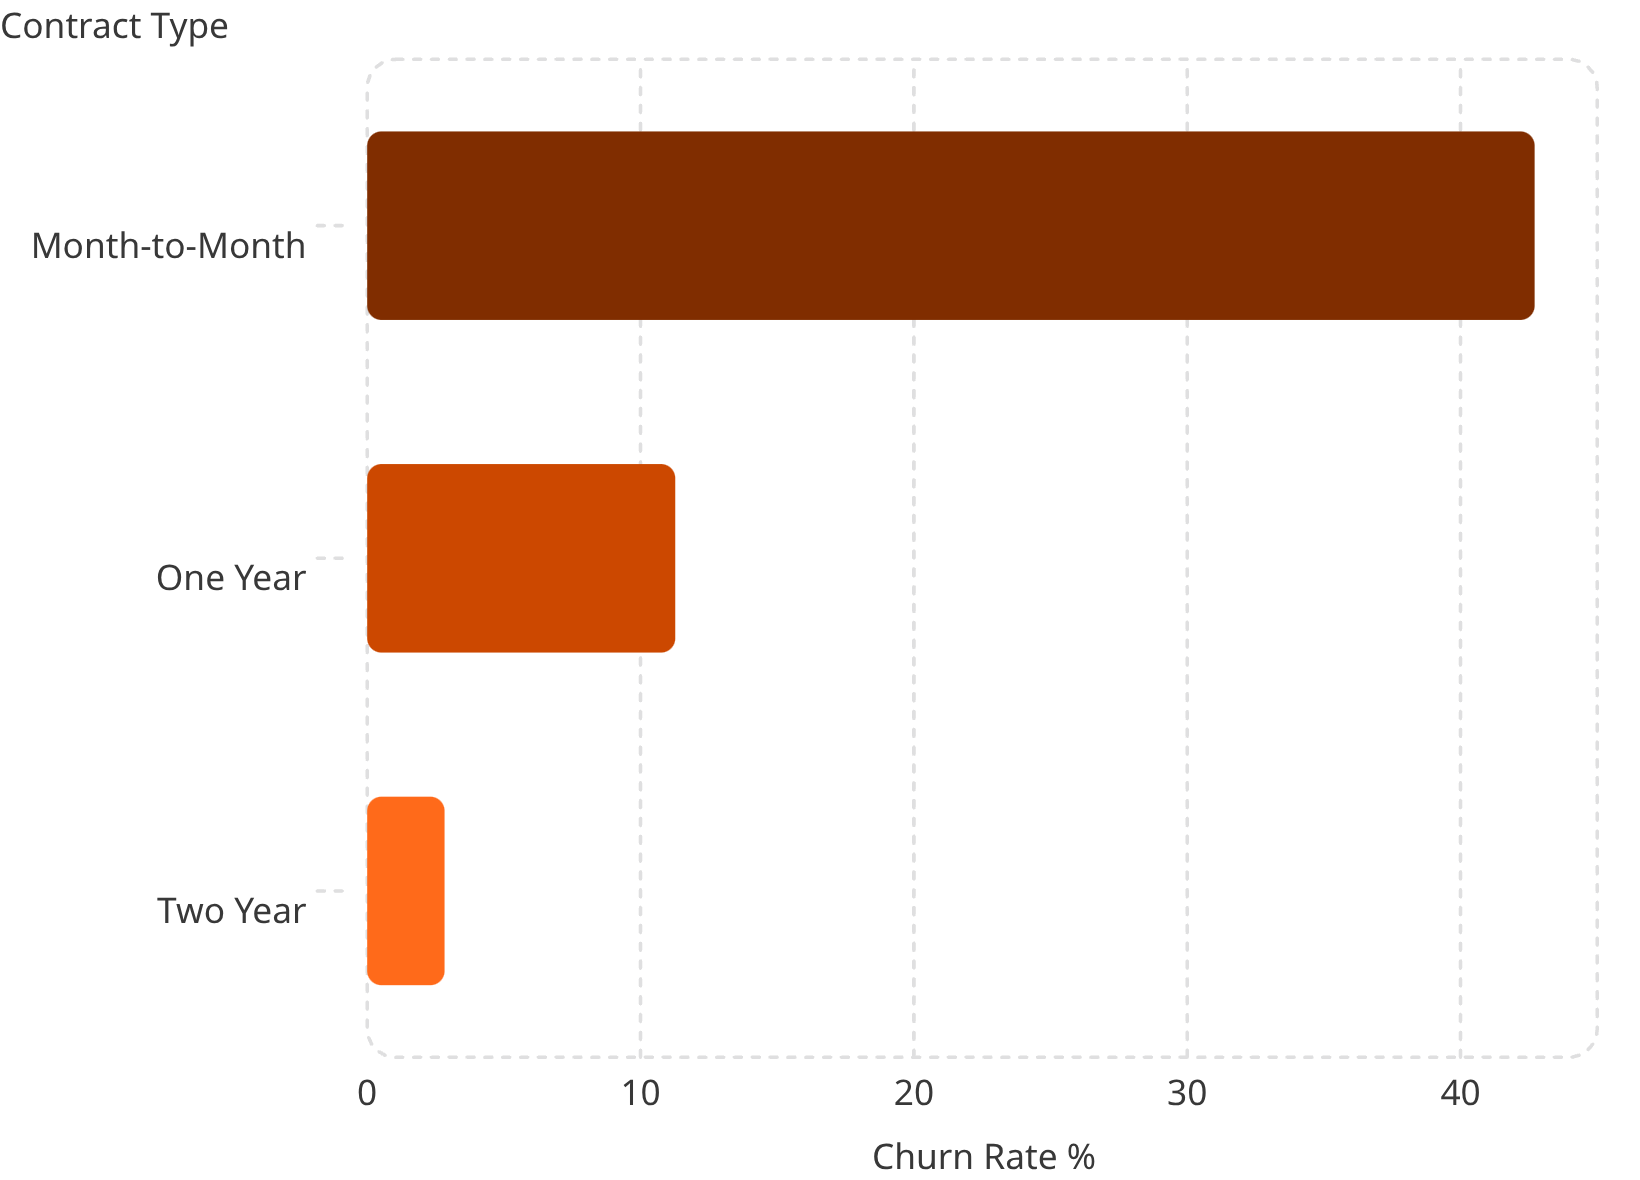 Contract Type
Month-to-Month
One Year
Two Year
0 10 20 30 40
Churn Rate %